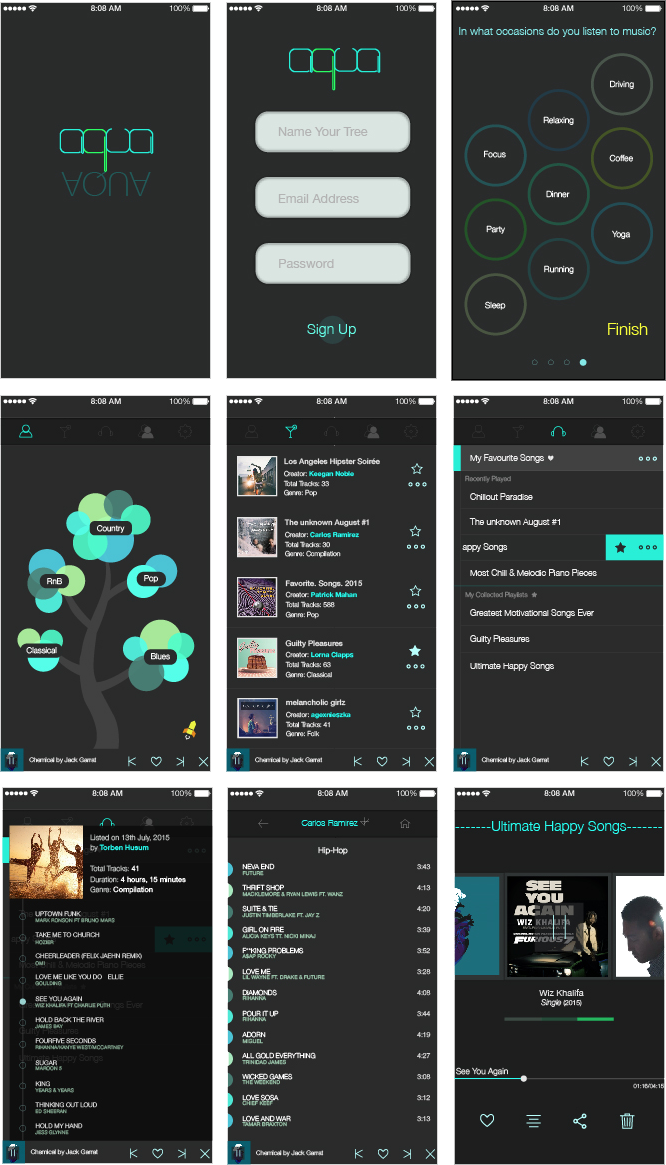 8:08 AM 100%
aqua
AUQA
8:08 AM 100%
aqua
Name Your Tree
Email Address
Password
Sign Up
8:08 AM 100%
In what occasions do you listen to music?
Driving
Relaxing
Focus
Coffee
Dinner
Party
Yoga
Running
Sleep
Finish
8:08 AM 100%
Country
RnB
Pop
Classical
Blues
Chemical by Jack Garrat
8:08 AM 100%
Los Angeles Hipster Soirée
Creator: Keegan Noble
Total Tracks: 33
Genre: Pop
The unknown August #1
Creator: Carlos Ramirez
Total Tracks: 30
Genre: Compilation
Favorite. Songs. 2015
Creator: Patrick Mahan
Total Tracks: 588
Genre: Pop
Guilty Pleasures
Creator: Lorna Clapps
Total Tracks: 63
Genre: Classical
melancholic girlz
Creator: agexnieszka
Total Tracks: 41
Genre: Folk
Chemical by Jack Garrat
8:08 AM 100%
My Favourite Songs
Recently Played
Chillout Paradise
The unknown August #1
appy Songs
Most Chill & Melodic Piano Pieces
My Collected Playlists
Greatest Motivational Songs Ever
Guilty Pleasures
Ultimate Happy Songs
Chemical by Jack Garrat
8:08 AM 100%
Listed on 13th July, 2015
by Torben Husum
Total Tracks: 41
Duration: 4 hours, 15 minutes
Genre: Compilation
UPTOWN FUNK
MARK RONSON FT BRUNO MARS
TAKE ME TO CHURCH
HOZIER
CHEERLEADER (FELIX JAEHN REMIX)
OMI
LOVE ME LIKE YOU DO ELLIE
GOULDING
SEE YOU AGAIN
WIZ KHALIFA FT CHARLIE PUTH
HOLD BACK THE RIVER
JAMES BAY
FOURFIVE SECONDS
RIHANNA/KANYE WEST/MCCARTNEY
SUGAR
MAROON 5
KING
YEARS & YEARS
THINKING OUT LOUD
ED SHEERAN
HOLD MY HAND
JESS GLYNNE
Chemical by Jack Garrat
8:08 AM 100%
Carlos Ramirez
Hip-Hop
NEVA END 3:43
FUTURE
THRIFT SHOP 4:13
MACKLEMORE & RYAN LEWIS FT. WANZ
SUITE & TIE 4:20
JUSTIN TIMBERLAKE FT. JAY Z
GIRL ON FIRE 3:39
ALICIA KEYS FT. NICKI MINAJ
F**KING PROBLEMS 3:52
A$AP ROCKY
LOVE ME 3:28
LIL WAYNE FT. DRAKE & FUTURE
DIAMONDS 4:08
RIHANNA
POUR IT UP 3:44
RIHANNA
ADORN 4:19
MIGUEL
ALL GOLD EVERYTHING 4:27
TRINIDAD JAMES
WICKED GAMES 3:08
THE WEEKEND
LOVE SOSA 3:12
CHIEF KEEF
LOVE AND WAR 3:13
TAMAR BRAXTON
Chemical by Jack Garrat
8:08 AM 100%
Ultimate Happy Songs
SEE
YOU
AGAIN
WIZ KHALIFA
FURIOUS 7
Wiz Khalifa
Single (2015)
See You Again
01:16/04:15